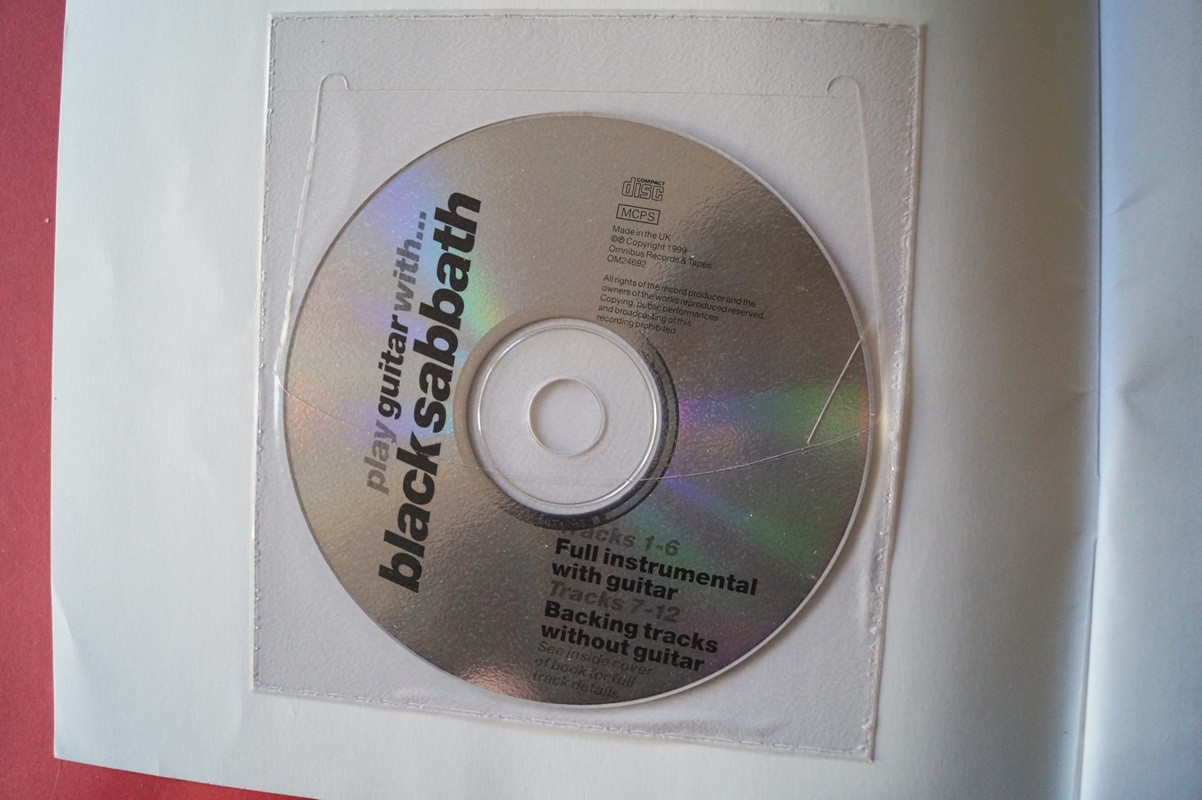 play guitar with...
black sabbath
COMPACT
disc
MCPS
Made in the UK
©℗ Copyright 1999
Omnibus Records & Tapes
OM24692
All rights of the record producer and the
owners of the works reproduced reserved.
Copying, public performances
and broadcasting of this
recording prohibited.
Tracks 1-6
Full instrumental
with guitar
Tracks 7-12
Backing tracks
without guitar
See inside cover
of book for full
track details